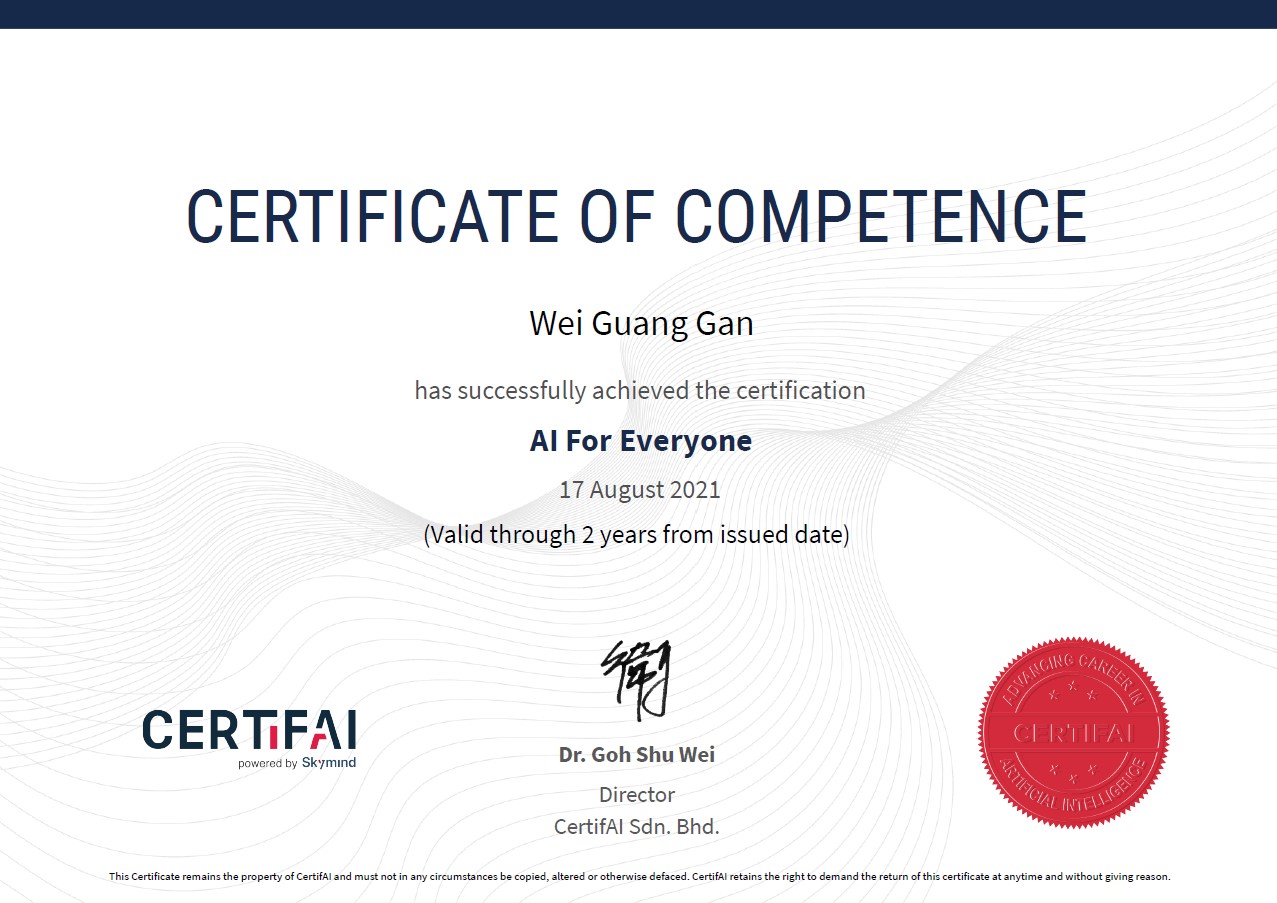 CERTIFICATE OF COMPETENCE
Wei Guang Gan
has successfully achieved the certification
AI For Everyone
17 August 2021
(Valid through 2 years from issued date)
CERTIFAI
powered by Skymind
衛
Dr. Goh Shu Wei
Director
CertifAI Sdn. Bhd.
ADVANCING CAREER IN
CERTIFAI
ARTIFICIAL INTELLIGENCE
This Certificate remains the property of CertifAI and must not in any circumstances be copied, altered or otherwise defaced. CertifAI retains the right to demand the return of this certificate at anytime and without giving reason.